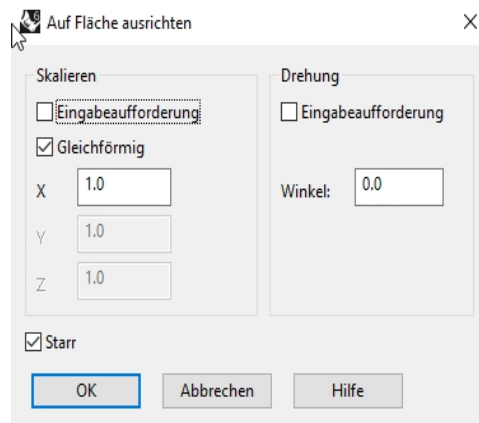 Auf Fläche ausrichten
Skalieren
Eingabeaufforderung
Gleichförmig
X 1.0
Y 1.0
Z 1.0
Drehung
Eingabeaufforderung
Winkel: 0.0
Starr
OK Abbrechen Hilfe